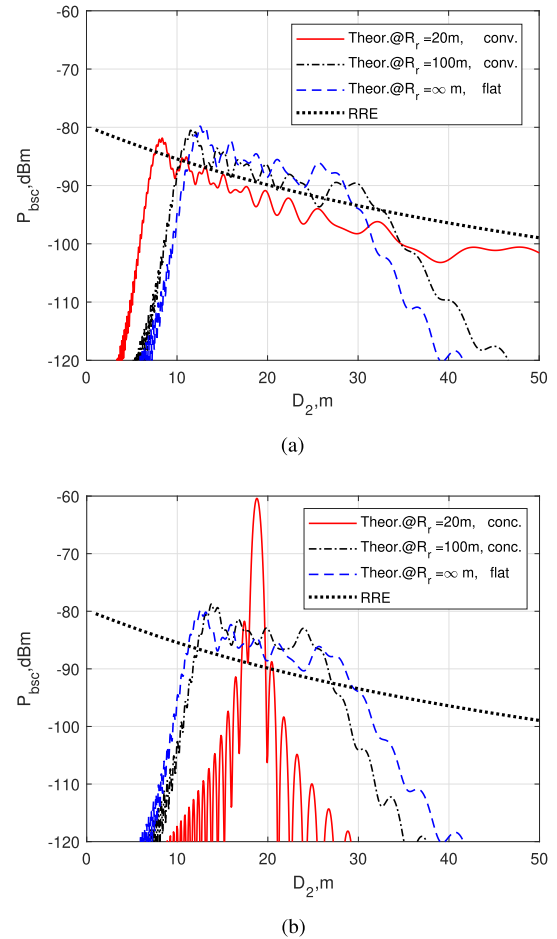 -60
-70
-80
-90
-100
-110
-120
P_bsc,dBm
Theor.@R_r =20m, conv.
Theor.@R_r =100m, conv.
Theor.@R_r =∞ m, flat
RRE
0 10 20 30 40 50
D_2,m
(a)
-60
-70
-80
-90
-100
-110
-120
P_bsc,dBm
Theor.@R_r =20m, conc.
Theor.@R_r =100m, conc.
Theor.@R_r =∞ m, flat
RRE
0 10 20 30 40 50
D_2,m
(b)